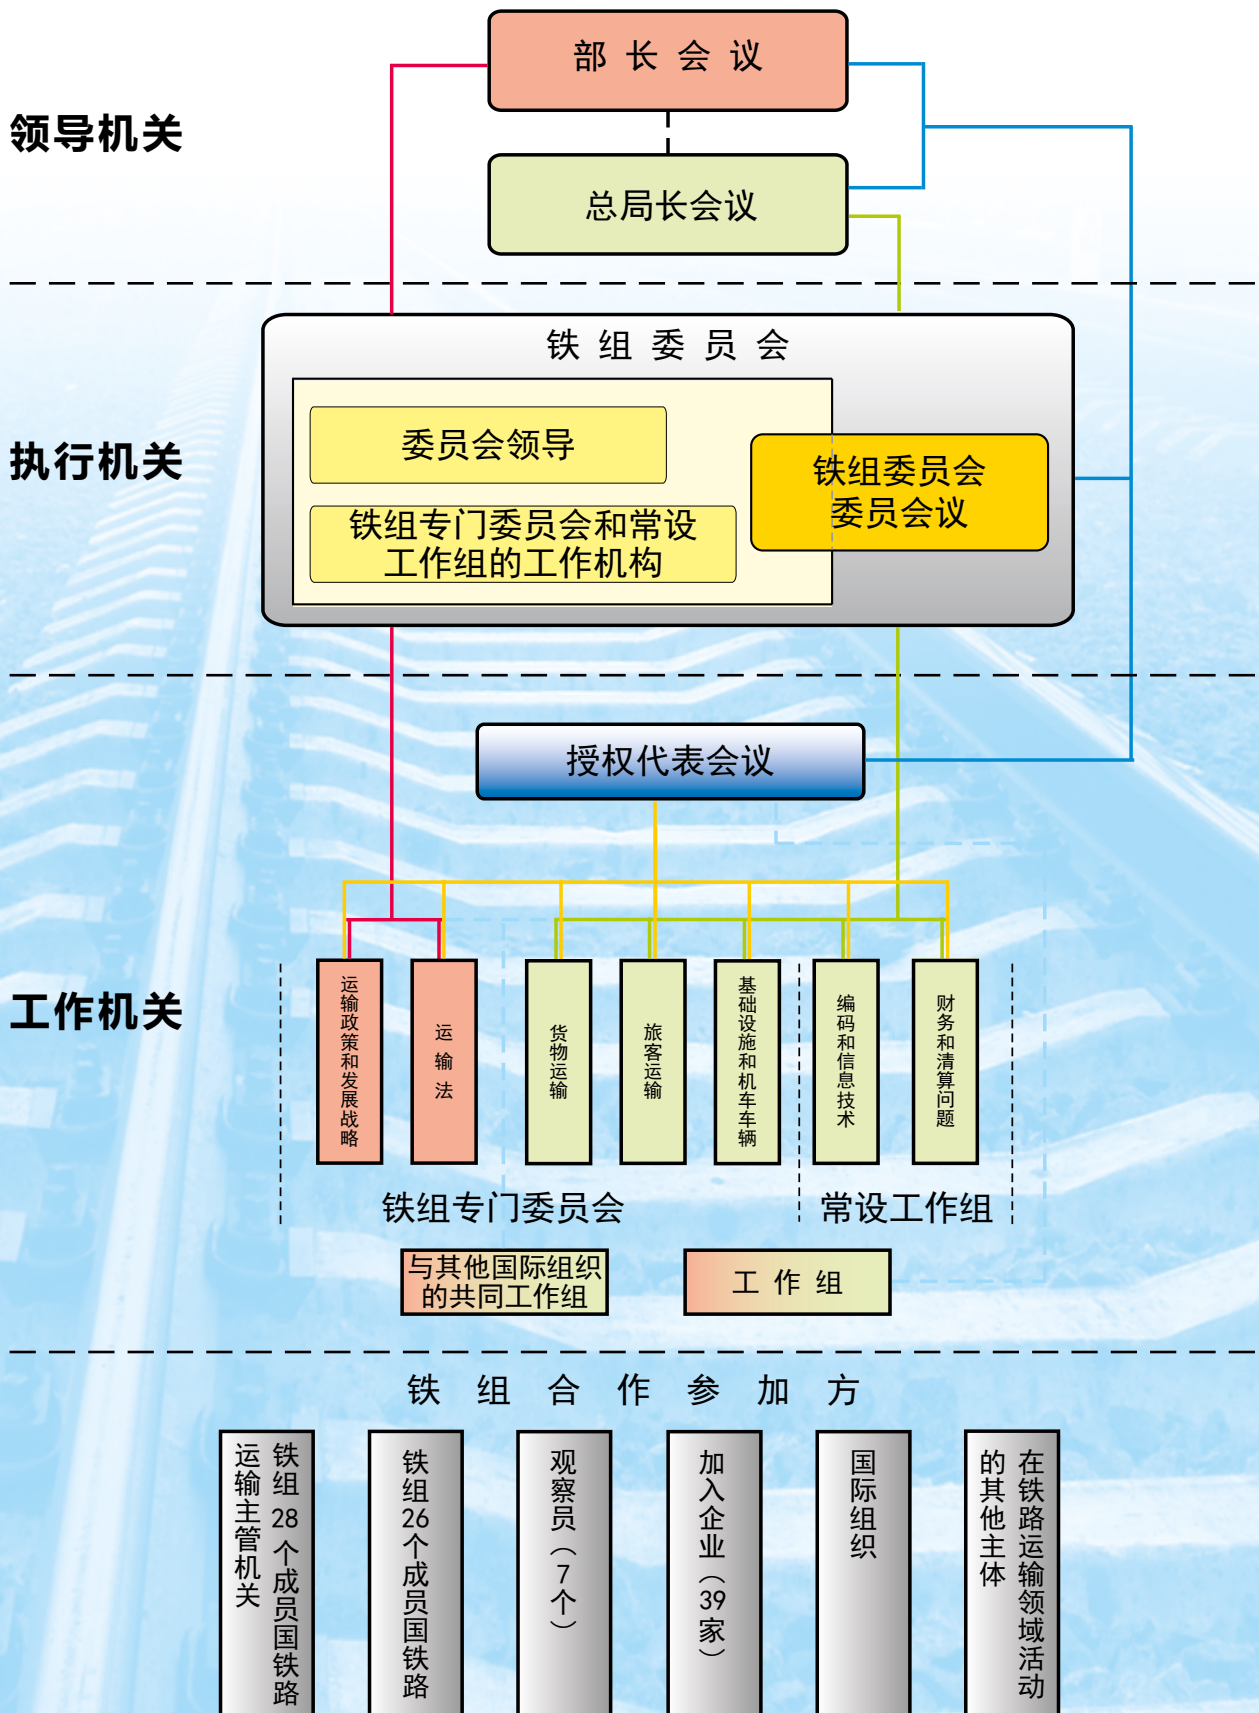 部长会议
领导机关
总局长会议
铁组委员会
委员会领导
执行机关
铁组委员会
委员会议
铁组专门委员会和常设
工作组的工作机构
授权代表会议
工作机关
运输政策和发展战略
运输法
货物运输
旅客运输
基础设施和机车车辆
编码和信息技术
财务和清算问题
铁组专门委员会
常设工作组
与其他国际组织
的共同工作组
工作组
铁组合作参加方
铁组28个成员国铁路
运输主管机关
铁组26个成员国铁路
观察员（7个）
加入企业（39家）
国际组织
在铁路运输领域活动
的其他主体